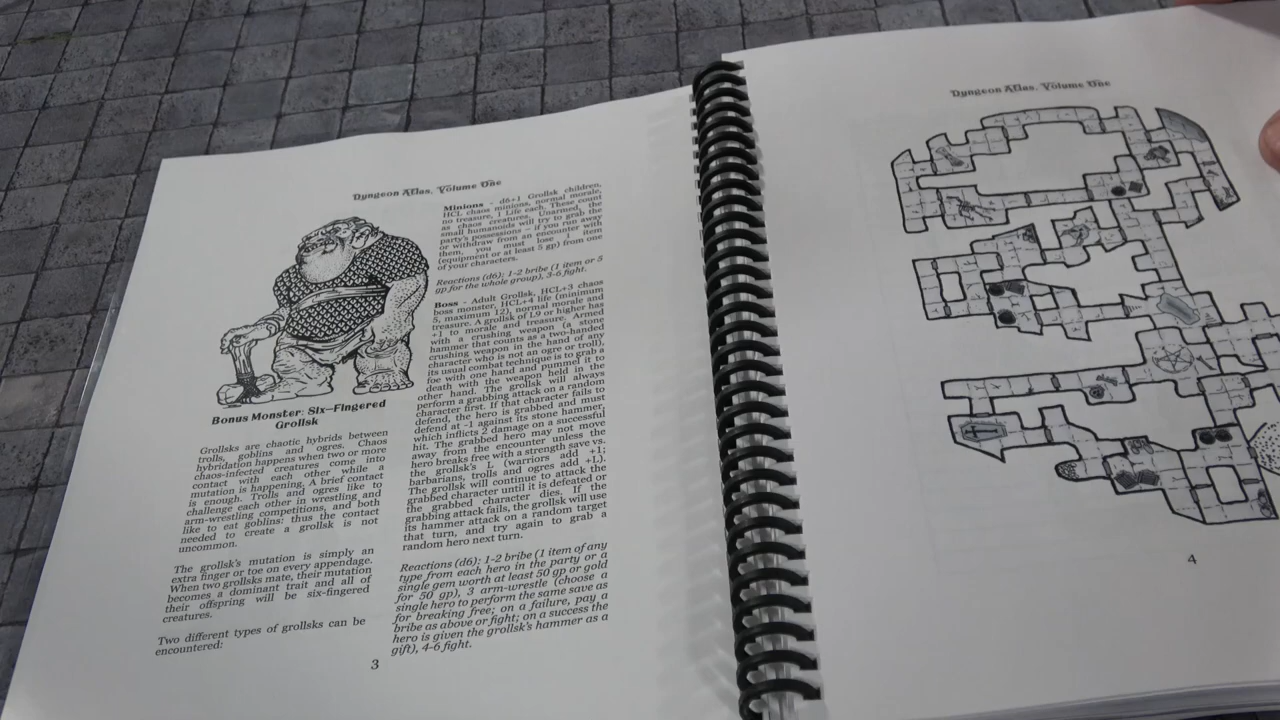 Dungeon Atlas, Volume One
Bonus Monster: Six-Fingered
Grollsk
Grollsks are chaotic hybrids between
trolls, goblins and ogres. Chaos
hybridation happens when two or more
chaos-infected creatures come into
contact with each other while a
mutation is happening. A brief contact
is enough. Trolls and ogres like to
challenge each other in wrestling and
arm-wrestling competitions, and both
like to eat goblins: thus the contact
needed to create a grollsk is not
uncommon.
The grollsk's mutation is simply an
extra finger or toe on every appendage.
When two grollsks mate, their mutation
becomes a dominant trait and all of
their offspring will be six-fingered
creatures.
Two different types of grollsks can be
encountered:
Minions - d6+1 Grollsk children,
HCL chaos minions, normal morale,
no treasure, 1 Life each. These count
as chaos creatures. Unarmed, the
small humanoids will try to grab the
party's possessions – if you run away
or withdraw from an encounter with
them, you must lose 1 item
(equipment or at least 5 gp) from one
of your characters.
Reactions (d6): 1-2 bribe (1 item or 5
gp for the whole group), 3-6 fight.
Boss - Adult Grollsk, HCL+3 chaos
boss monster, HCL+4 life (minimum
5, maximum 12), normal morale and
treasure. A grollsk of L9 or higher has
+1 to morale and treasure. Armed
with a crushing weapon (a stone
hammer that counts as a two-handed
crushing weapon in the hand of any
character who is not an ogre or troll),
its usual combat technique is to grab a
foe with one hand and pummel it to
death with the weapon held in the
other hand. The grollsk will always
perform a grabbing attack on a random
character first. If that character fails to
defend, the hero is grabbed and must
defend at -1 against its stone hammer,
which inflicts 2 damage on a successful
hit. The grabbed hero may not move
away from the encounter unless the
hero breaks free with a strength save vs.
the grollsk's L (warriors add +1;
barbarians, trolls and ogres add +L).
The grollsk will continue to attack the
grabbed character until it is defeated or
the grabbed character dies. If the
grabbing attack fails, the grollsk will use
its hammer attack on a random target
that turn, and try again to grab a
random hero next turn.
Reactions (d6): 1-2 bribe (1 item of any
type from each hero in the party or a
single gem worth at least 50 gp or gold
for 50 gp), 3 arm-wrestle (choose a
single hero to perform the same save as
for breaking free; on a failure, pay a
bribe as above or fight; on a success the
hero is given the grollsk's hammer as a
gift), 4-6 fight.
3
Dungeon Atlas, Volume One
4